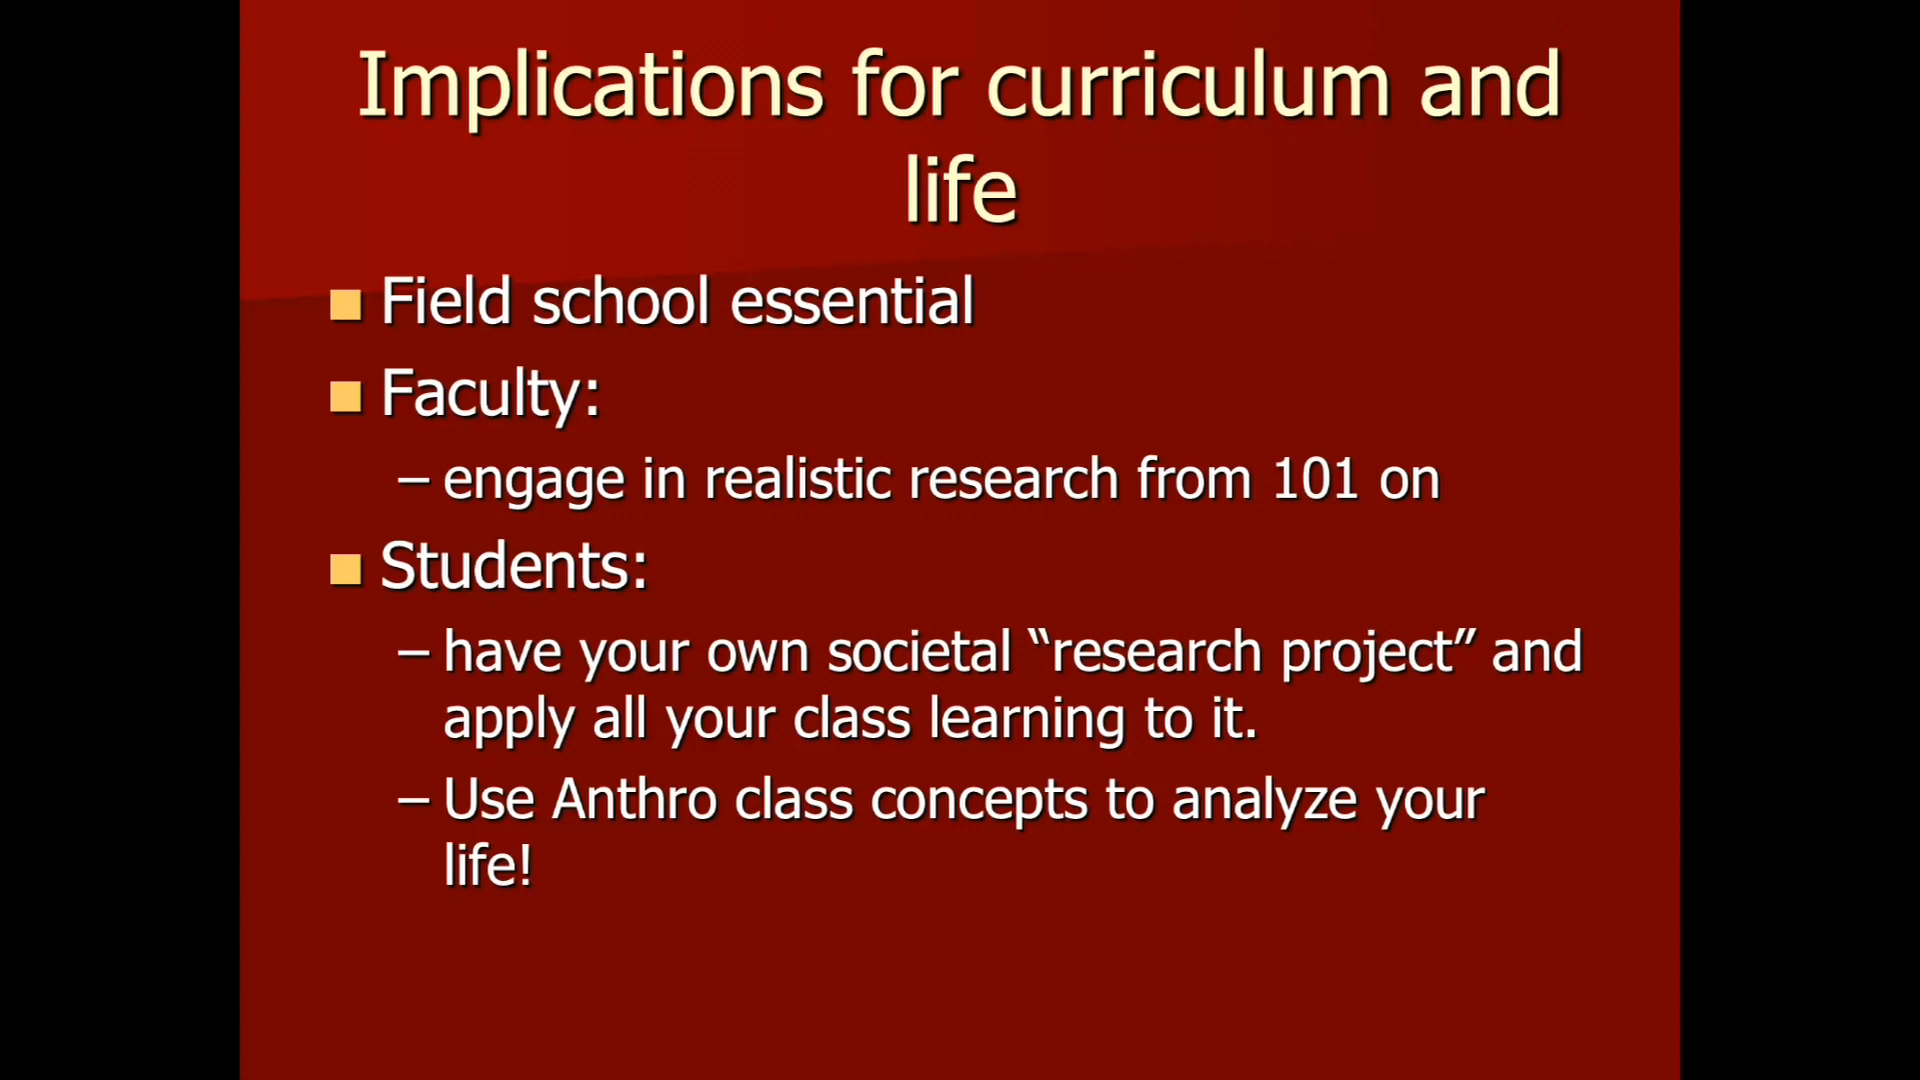 Implications for curriculum and
life
Field school essential
Faculty:
– engage in realistic research from 101 on
Students:
– have your own societal “research project” and
apply all your class learning to it.
– Use Anthro class concepts to analyze your
life!